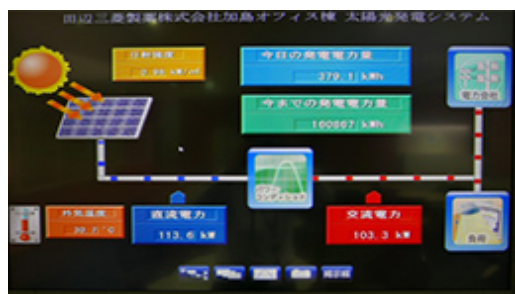 田辺三菱製薬株式会社加島オフィス棟 太陽光発電システム
日射強度
0.98 kW/㎡
今日の発電電力量
379.1 kWh
電力会社
今までの発電電力量
160867 kWh
パワー
コンディショナ
外気温度
直流電力
113.6 kW
交流電力
103.3 kW
負荷
掲示板